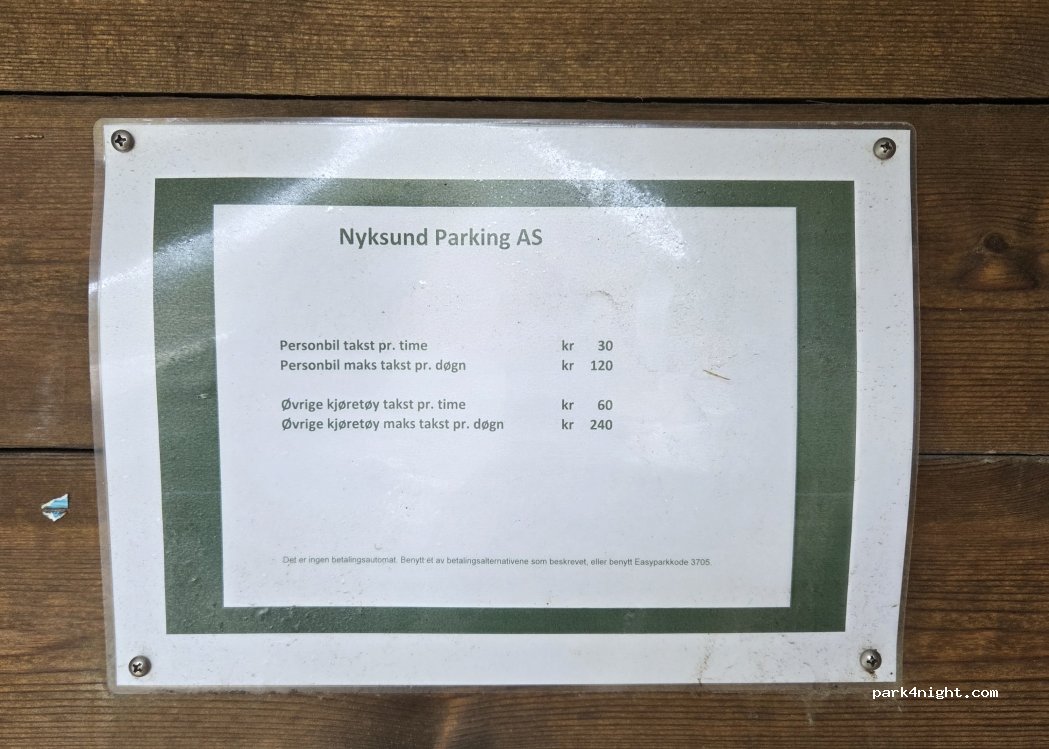 Nyksund Parking AS
Personbil takst pr. time kr 30
Personbil maks takst pr. døgn kr 120
Øvrige kjøretøy takst pr. time kr 60
Øvrige kjøretøy maks takst pr. døgn kr 240
Det er ingen betalingsautomat. Benytt ét av betalingsalternativene som beskrevet, eller benytt Easyparkkode 3705.
park4night.com